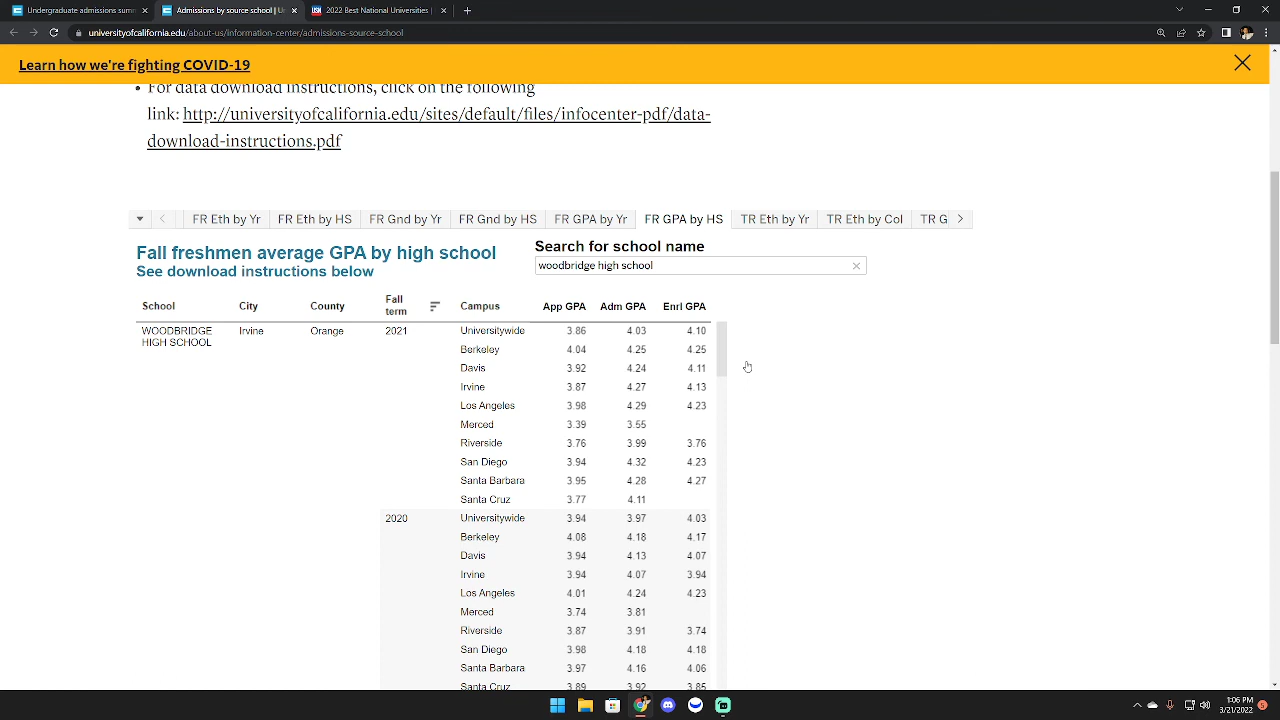 Undergraduate admissions summ
Admissions by source school | Un
2022 Best National Universities |
universityofcalifornia.edu/about-us/information-center/admissions-source-school
Learn how we're fighting COVID-19
• For data download instructions, click on the following
link: http://universityofcalifornia.edu/sites/default/files/infocenter-pdf/data-
download-instructions.pdf
FR Eth by Yr FR Eth by HS FR Gnd by Yr FR Gnd by HS FR GPA by Yr FR GPA by HS TR Eth by Yr TR Eth by Col TR G
Fall freshmen average GPA by high school
See download instructions below
Search for school name
woodbridge high school
School City County Fall term Campus App GPA Adm GPA Enrl GPA
WOODBRIDGE HIGH SCHOOL Irvine Orange 2021 Universitywide 3.86 4.03 4.10
Berkeley 4.04 4.25 4.25
Davis 3.92 4.24 4.11
Irvine 3.87 4.27 4.13
Los Angeles 3.98 4.29 4.23
Merced 3.39 3.55
Riverside 3.76 3.99 3.76
San Diego 3.94 4.32 4.23
Santa Barbara 3.95 4.28 4.27
Santa Cruz 3.77 4.11
2020 Universitywide 3.94 3.97 4.03
Berkeley 4.08 4.18 4.17
Davis 3.94 4.13 4.07
Irvine 3.94 4.07 3.94
Los Angeles 4.01 4.24 4.23
Merced 3.74 3.81
Riverside 3.87 3.91 3.74
San Diego 3.98 4.18 4.18
Santa Barbara 3.97 4.16 4.06
Santa Cruz 3.89 3.92 3.85
1:06 PM
3/21/2022